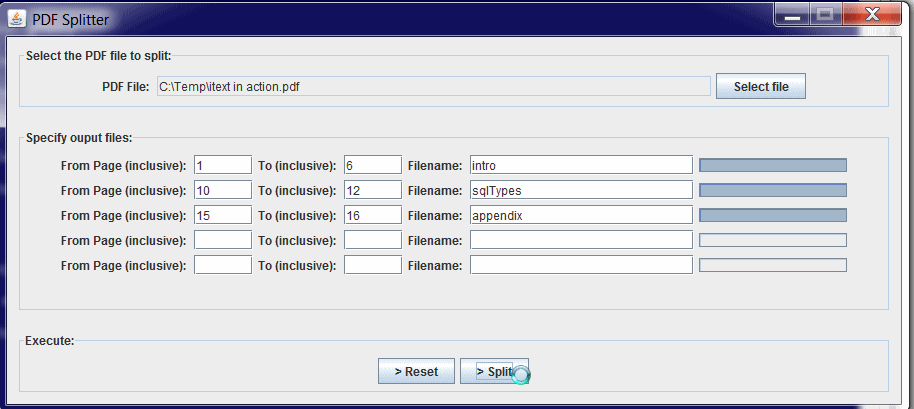 PDF Splitter
Select the PDF file to split:
PDF File: C:\Temp\itext in action.pdf Select file
Specify ouput files:
From Page (inclusive): 1 To (inclusive): 6 Filename: intro
From Page (inclusive): 10 To (inclusive): 12 Filename: sqlTypes
From Page (inclusive): 15 To (inclusive): 16 Filename: appendix
From Page (inclusive): To (inclusive): Filename:
From Page (inclusive): To (inclusive): Filename:
Execute:
> Reset > Split